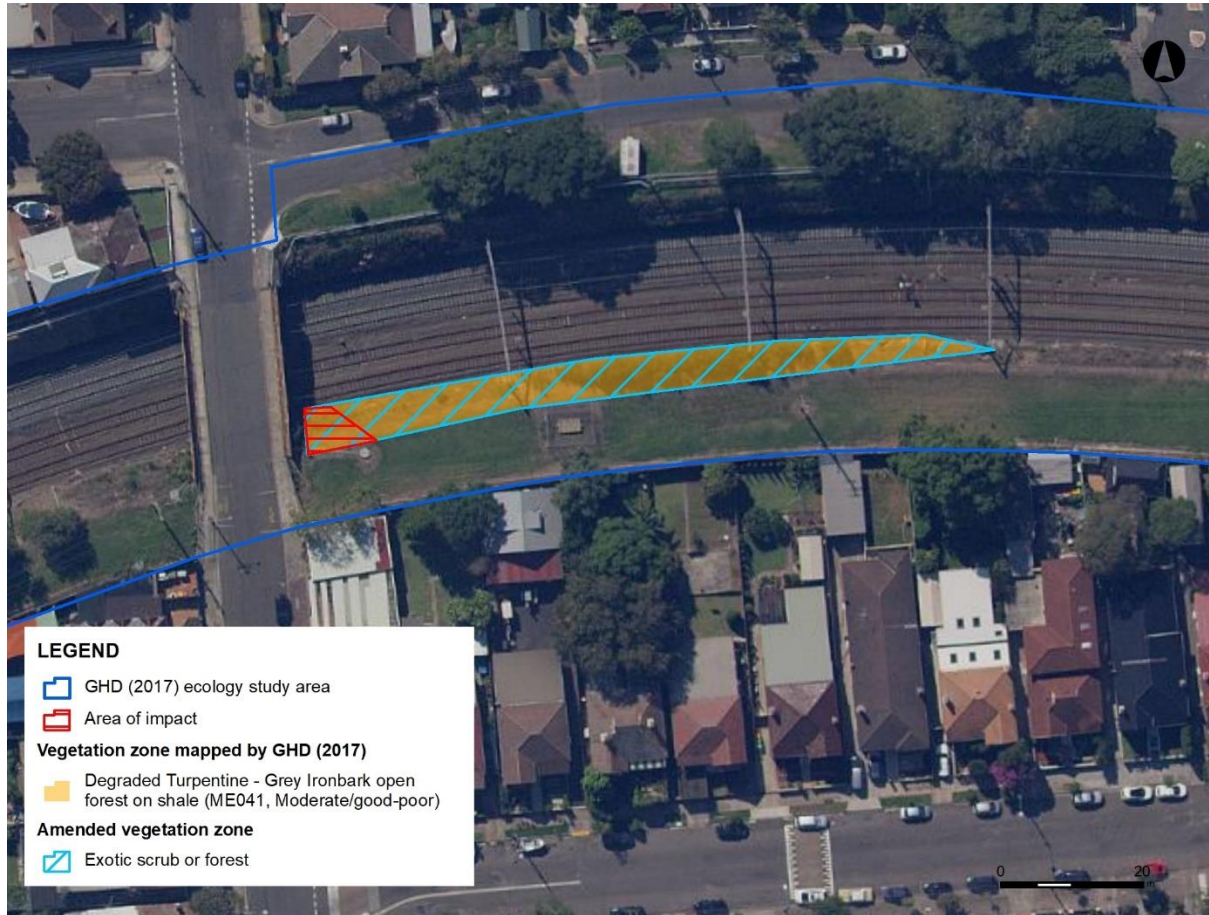 LEGEND
GHD (2017) ecology study area
Area of impact
Vegetation zone mapped by GHD (2017)
Degraded Turpentine - Grey Ironbark open
forest on shale (ME041, Moderate/good-poor)
Amended vegetation zone
Exotic scrub or forest
0 20